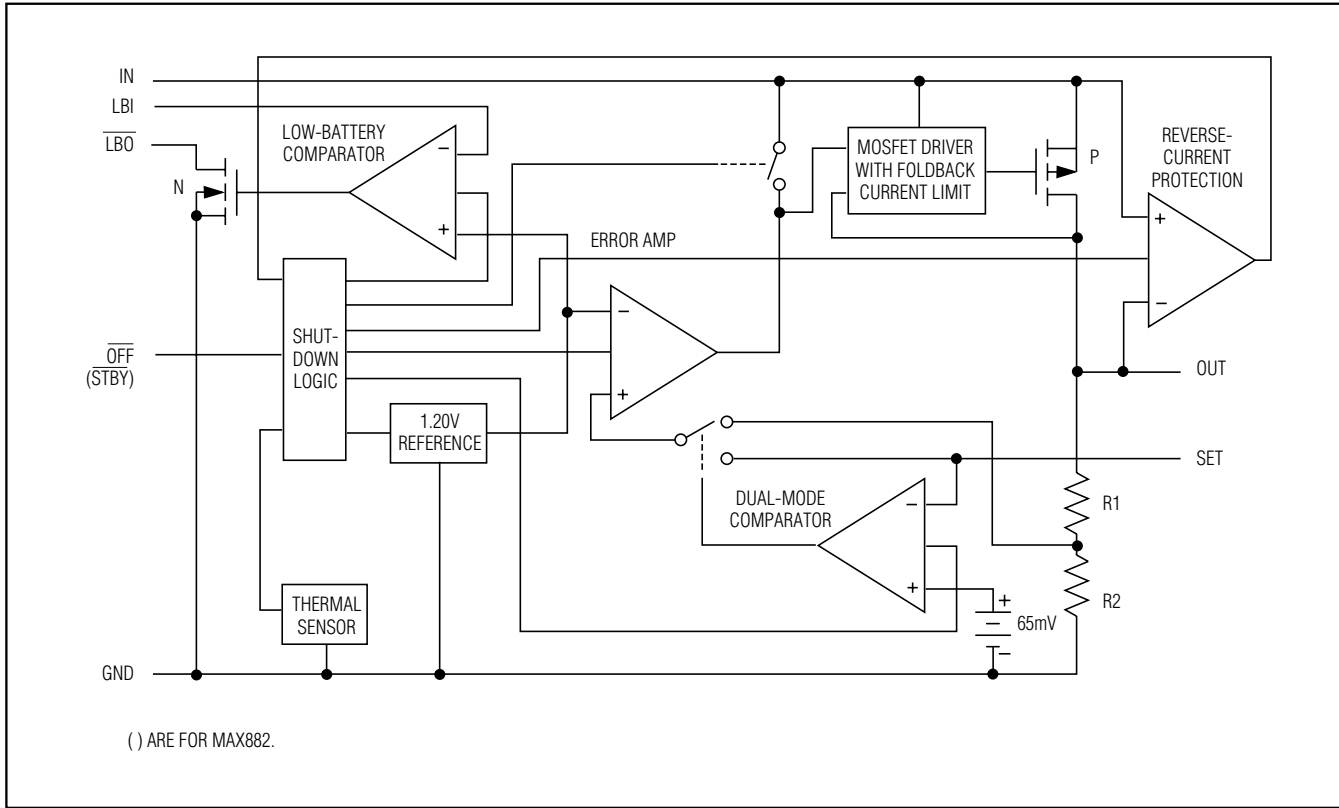 IN
LBI
LBO
LOW-BATTERY
COMPARATOR
N
−
+
MOSFET DRIVER
WITH FOLDBACK
CURRENT LIMIT
P
REVERSE-
CURRENT
PROTECTION
+
−
ERROR AMP
−
+
SHUT-
DOWN
LOGIC
OFF
(STBY)
1.20V
REFERENCE
OUT
SET
DUAL-MODE
COMPARATOR
−
+
R1
R2
+
65mV
−
THERMAL
SENSOR
GND
( ) ARE FOR MAX882.